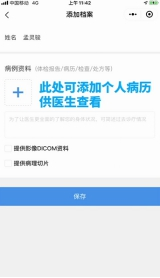 中国移动 4G
上午11:42
添加档案
姓名 孟灵骏
病例资料 (体检报告/病历/检查/处方等)
此处可添加个人病历
供医生查看
提供影像DICOM资料
提供病理切片
保存